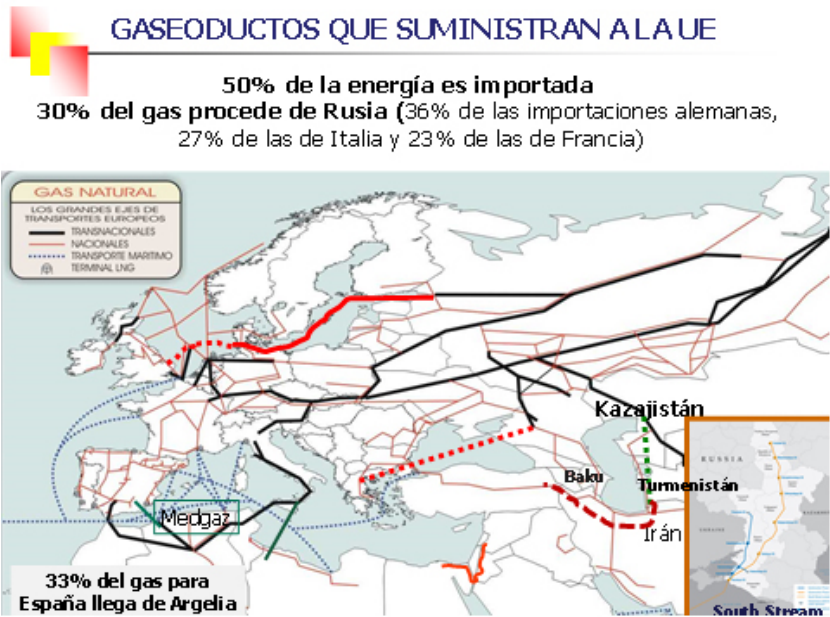 GASEODUCTOS QUE SUMINISTRAN A LA UE
50% de la energía es importada
30% del gas procede de Rusia (36% de las importaciones alemanas,
27% de las de Italia y 23% de las de Francia)
GAS NATURAL
LOS GRANDES EJES DE
TRANSPORTES EUROPEOS
TRANSNACIONALES
NACIONALES
TRANSPORTE MARITIMO
TERMINAL LNG
Kazajistán
RUSSIA
Baku
Turmenistán
Medgaz
Irán
33% del gas para
España llega de Argelia
South Stream